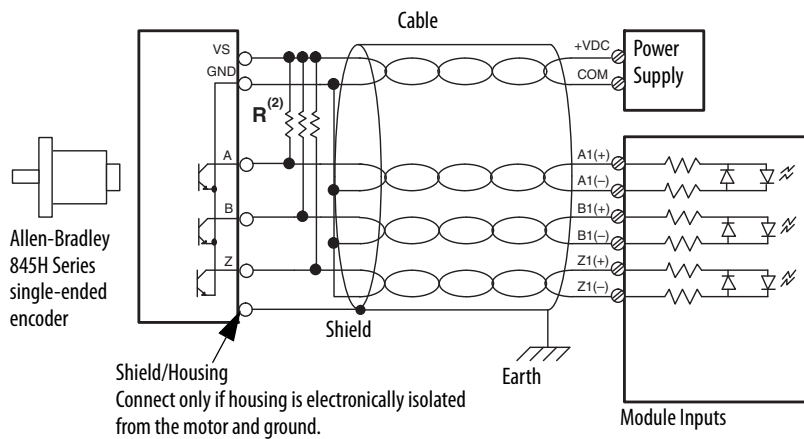 Cable
VS
GND
+VDC
COM
Power
Supply
R(2)
A
A1(+)
A1(–)
B
B1(+)
B1(–)
Z
Z1(+)
Z1(–)
Allen-Bradley
845H Series
single-ended
encoder
Shield
Earth
Shield/Housing
Connect only if housing is electronically isolated
from the motor and ground.
Module Inputs